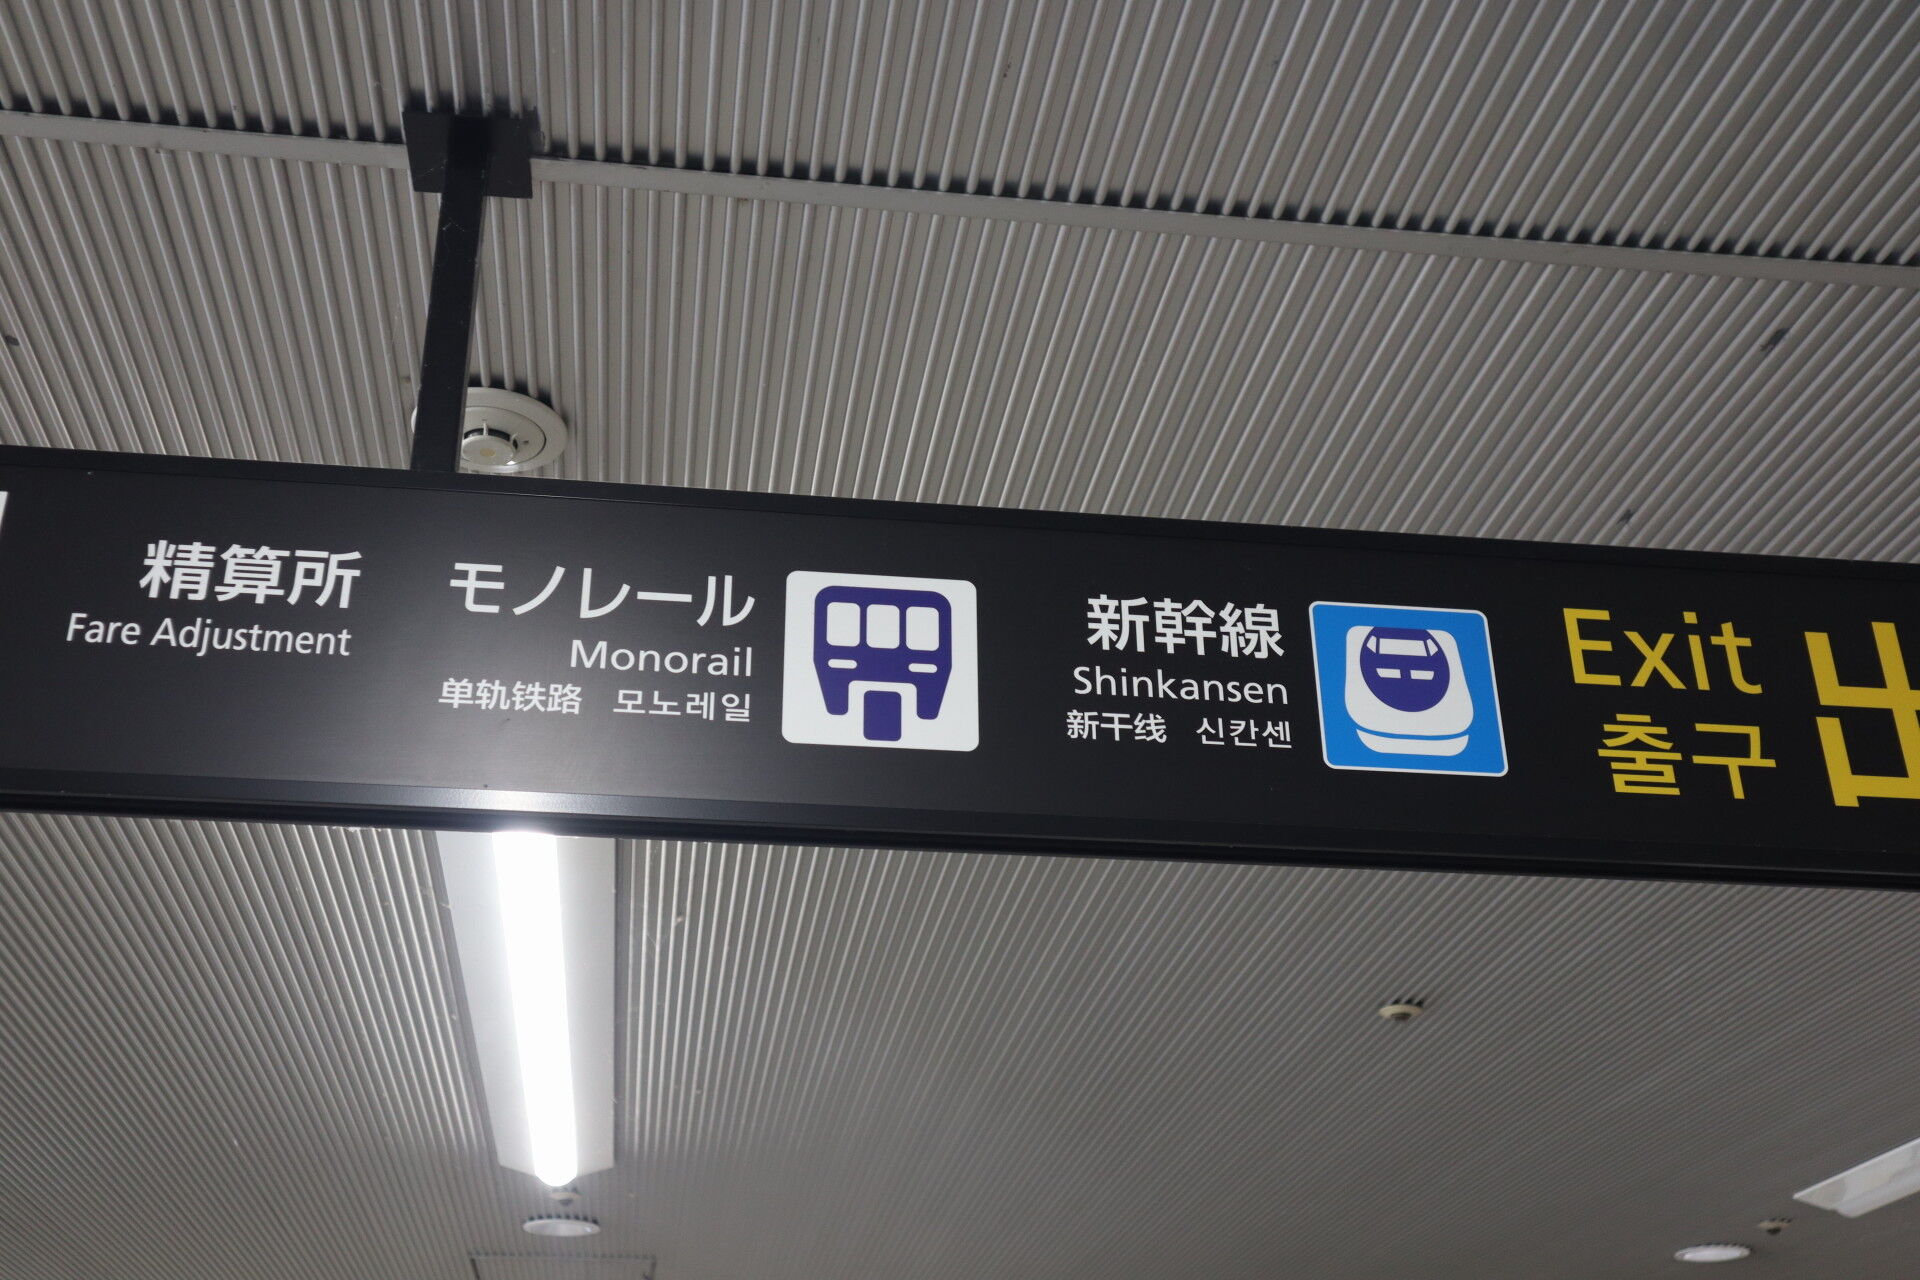 精算所
Fare Adjustment
モノレール
Monorail
单轨铁路 모노레일
新幹線
Shinkansen
新干线 신칸센
Exit
출구